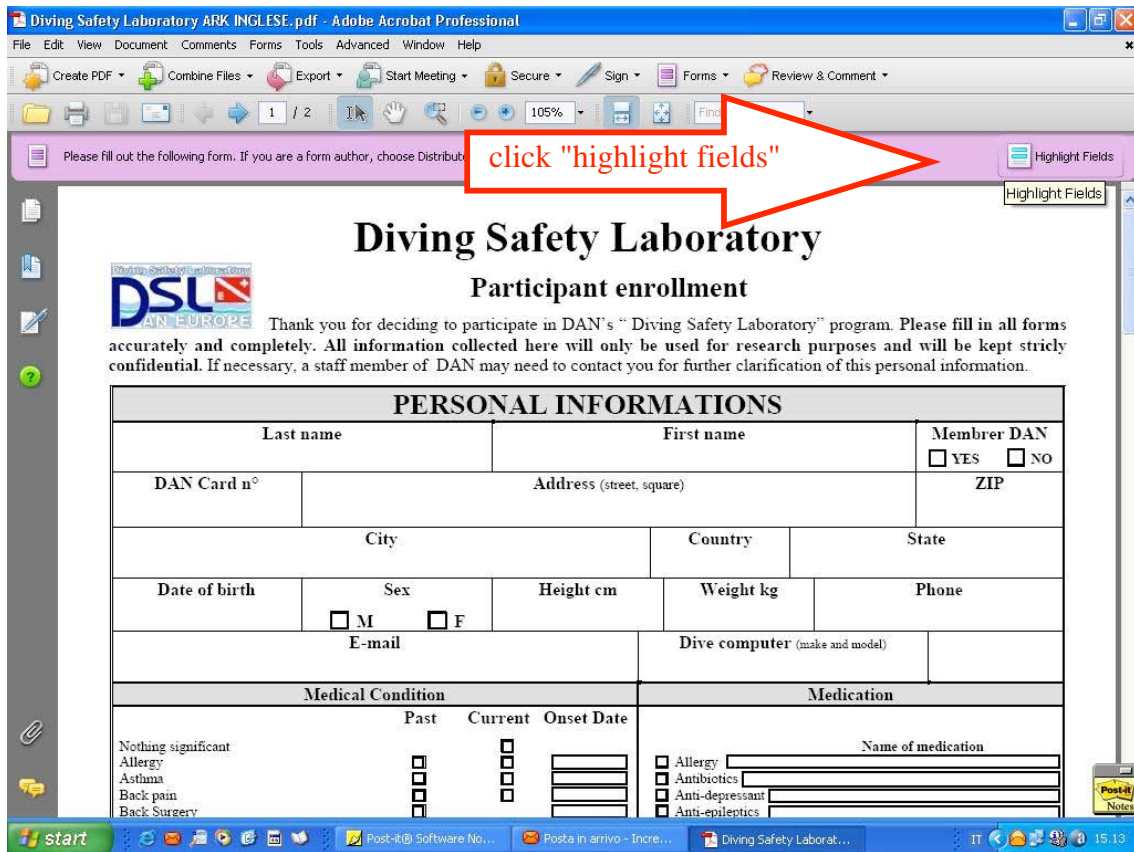 Diving Safety Laboratory ARK INGLESE.pdf - Adobe Acrobat Professional
File Edit View Document Comments Forms Tools Advanced Window Help
Create PDF Combine Files Export Start Meeting Secure Sign Forms Review & Comment
1 / 2 105% Find
Please fill out the following form. If you are a form author, choose Distribute
click "highlight fields"
Highlight Fields
Highlight Fields
Diving Safety Laboratory
Diving Safety Laboratory
DSL
DAN EUROPE
Participant enrollment
Thank you for deciding to participate in DAN's “ Diving Safety Laboratory” program. Please fill in all forms
accurately and completely. All information collected here will only be used for research purposes and will be kept stricly
confidential. If necessary, a staff member of DAN may need to contact you for further clarification of this personal information.
PERSONAL INFORMATIONS
Last name First name Membrer DAN
YES NO
DAN Card n° Address (street, square) ZIP
City Country State
Date of birth Sex Height cm Weight kg Phone
M F
E-mail Dive computer (make and model)
Medical Condition Medication
Past Current Onset Date
Nothing significant Name of medication
Allergy Allergy
Asthma Antibiotics
Back pain Anti-depressant
Back Surgery Anti-epileptics
Post-it
Notes
start Post-it® Software No... Posta in arrivo - Incre... Diving Safety Laborat... IT 15.13